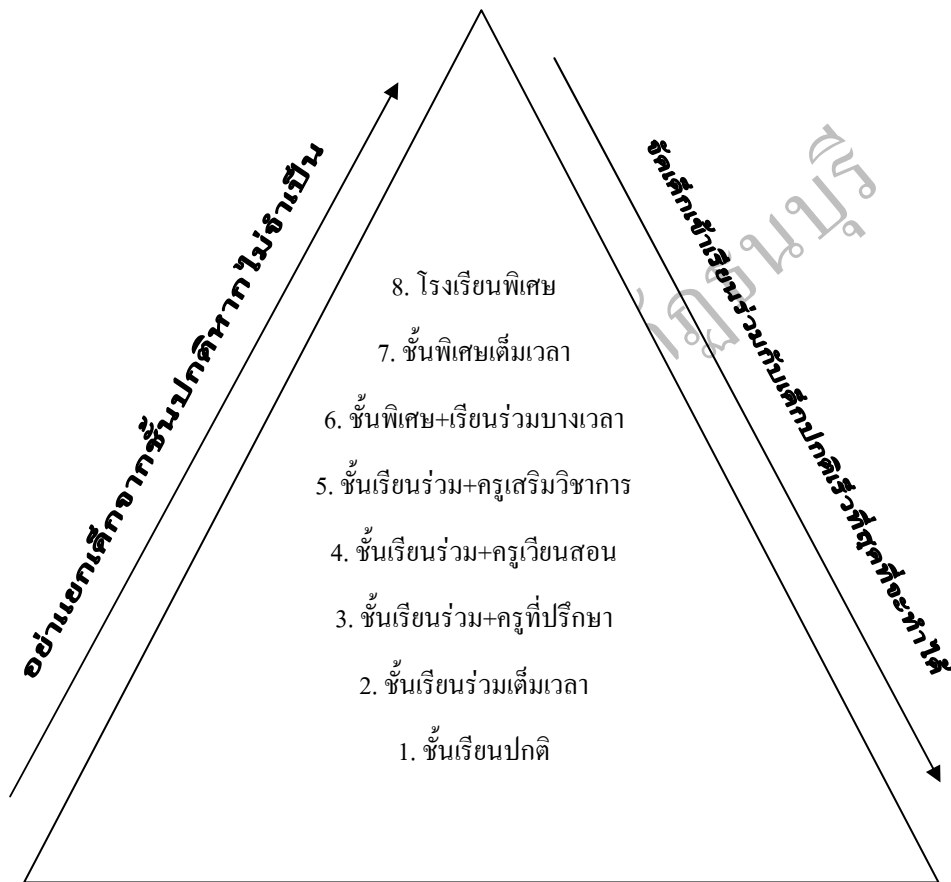 อย่าแยกเด็กจากชั้นปกติหากไม่จำเป็น
จัดเด็กเข้าเรียนร่วมกับเด็กปกติเร็วที่สุดที่จะทำได้
8. โรงเรียนพิเศษ
7. ชั้นพิเศษเต็มเวลา
6. ชั้นพิเศษ+เรียนร่วมบางเวลา
5. ชั้นเรียนร่วม+ครูเสริมวิชาการ
4. ชั้นเรียนร่วม+ครูเวียนสอน
3. ชั้นเรียนร่วม+ครูที่ปรึกษา
2. ชั้นเรียนร่วมเต็มเวลา
1. ชั้นเรียนปกติ